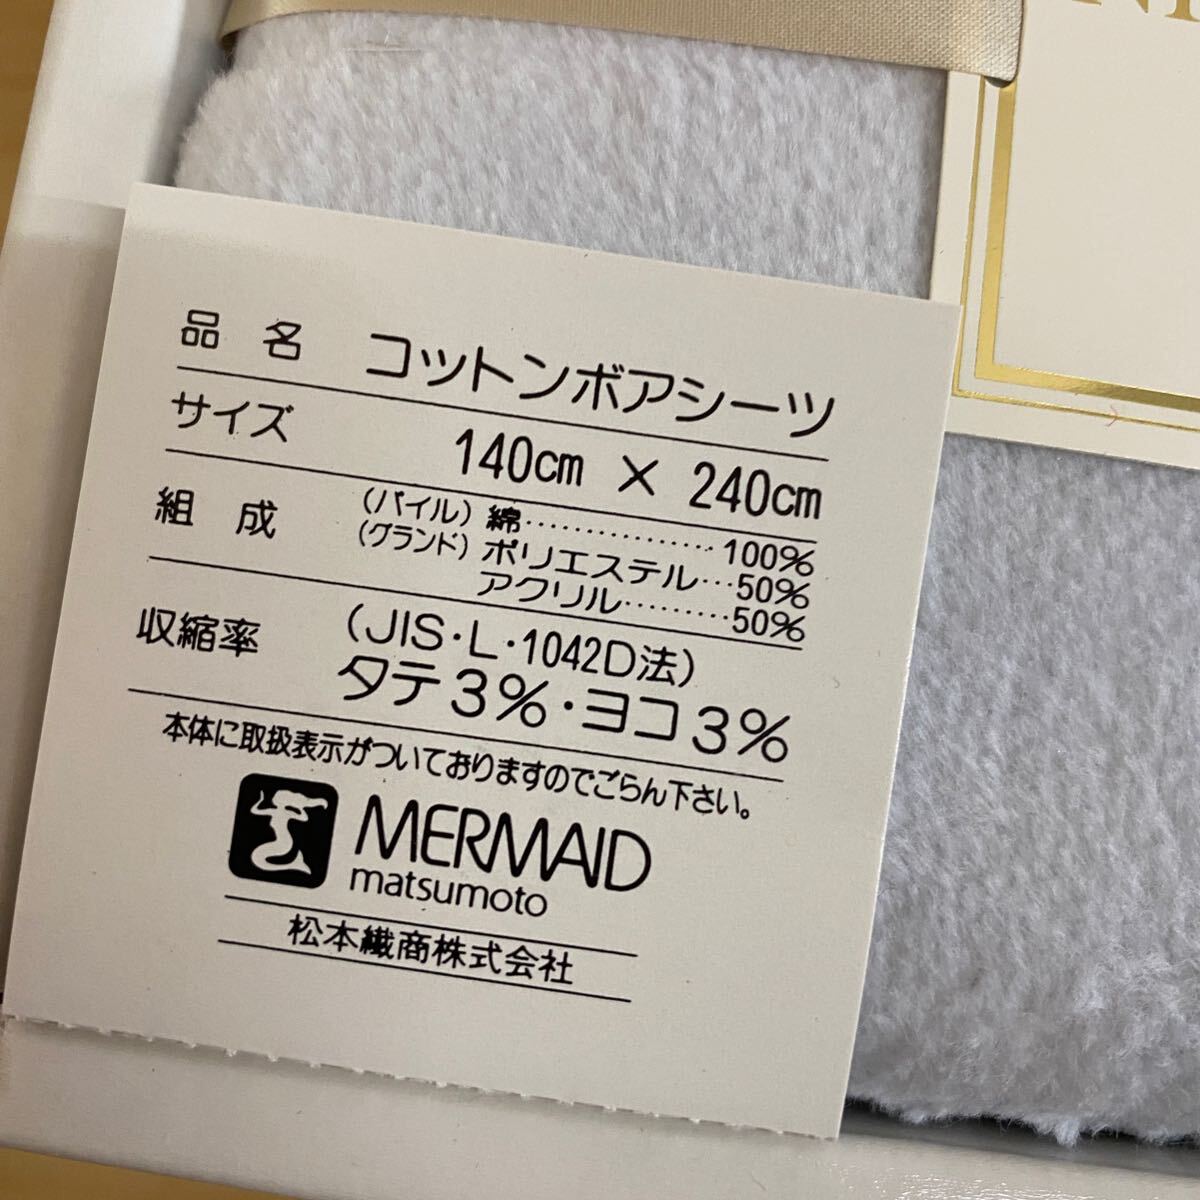 品名 コットンボアシーツ
サイズ 140cm × 240cm
組成 (パイル) 綿………………100%
(グランド) ポリエステル…50%
アクリル………50%
収縮率 (JIS・L・1042D法)
タテ3%・ヨコ3%
本体に取扱表示がついておりますのでごらん下さい。
MERMAID
matsumoto
松本繊商株式会社